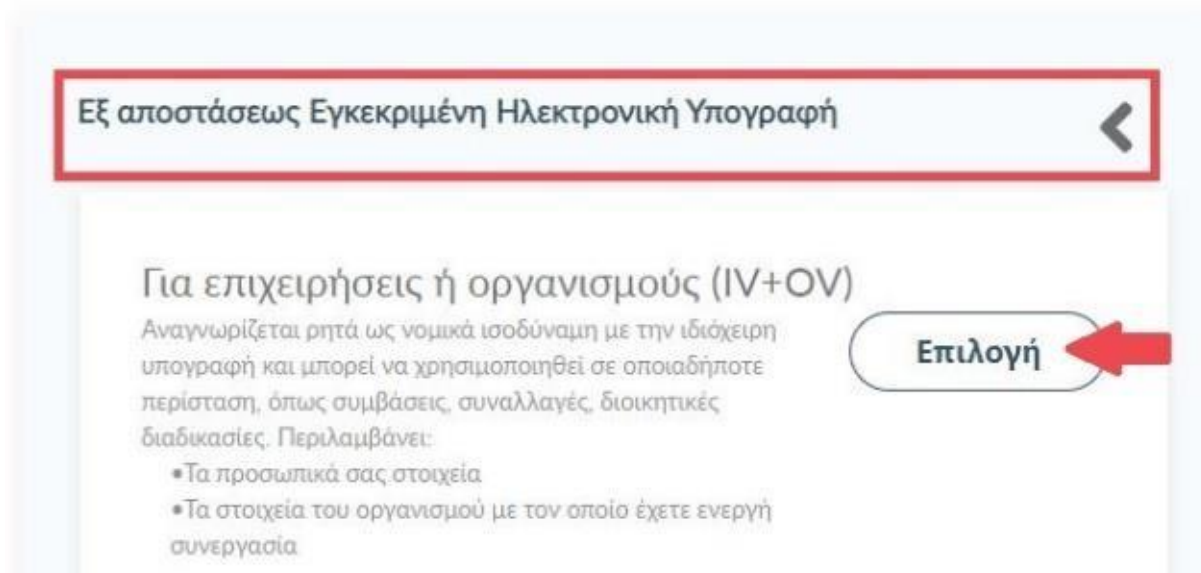 Εξ αποστάσεως Εγκεκριμένη Ηλεκτρονική Υπογραφή
Για επιχειρήσεις ή οργανισμούς (IV+OV)
Αναγνωρίζεται ρητά ως νομικά ισοδύναμη με την ιδιόχειρη
υπογραφή και μπορεί να χρησιμοποιηθεί σε οποιαδήποτε
περίσταση, όπως συμβάσεις, συναλλαγές, διοικητικές
διαδικασίες. Περιλαμβάνει:
•Τα προσωπικά σας στοιχεία
•Τα στοιχεία του οργανισμού με τον οποίο έχετε ενεργή
συνεργασία
Επιλογή